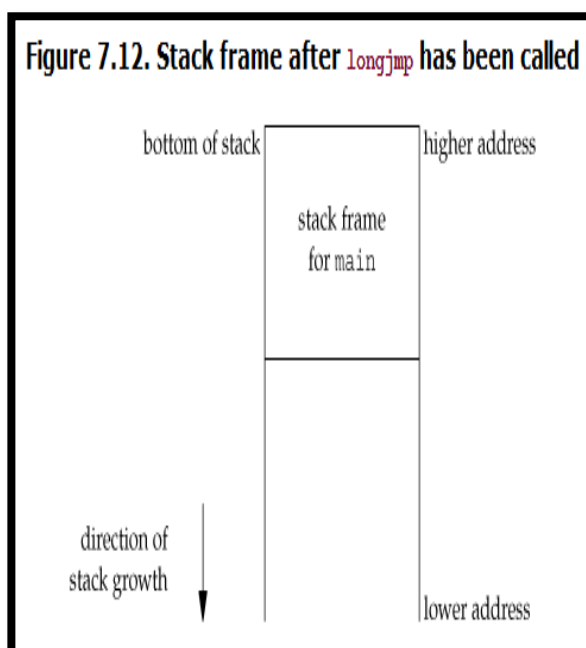 Figure 7.12. Stack frame after longjmp has been called
bottom of stack
higher address
stack frame
for main
direction of
stack growth
lower address